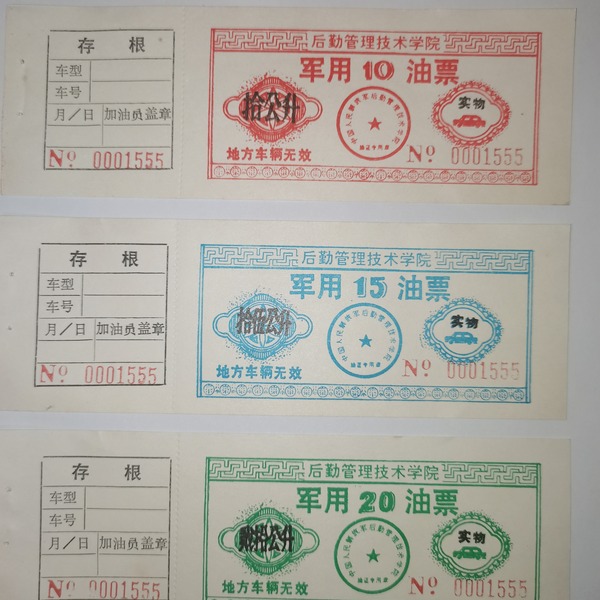 存 根
车型
车号
月／日 加油员盖章
Nº 0001555
后勤管理技术学院
军用10油票
拾公升
实物
地方车辆无效
Nº 0001555
存 根
车型
车号
月／日 加油员盖章
Nº 0001555
后勤管理技术学院
军用15油票
拾伍公升
实物
地方车辆无效
Nº 0001555
存 根
车型
车号
月／日 加油员盖章
Nº 0001555
后勤管理技术学院
军用20油票
贰拾公升
实物
地方车辆无效
Nº 0001555